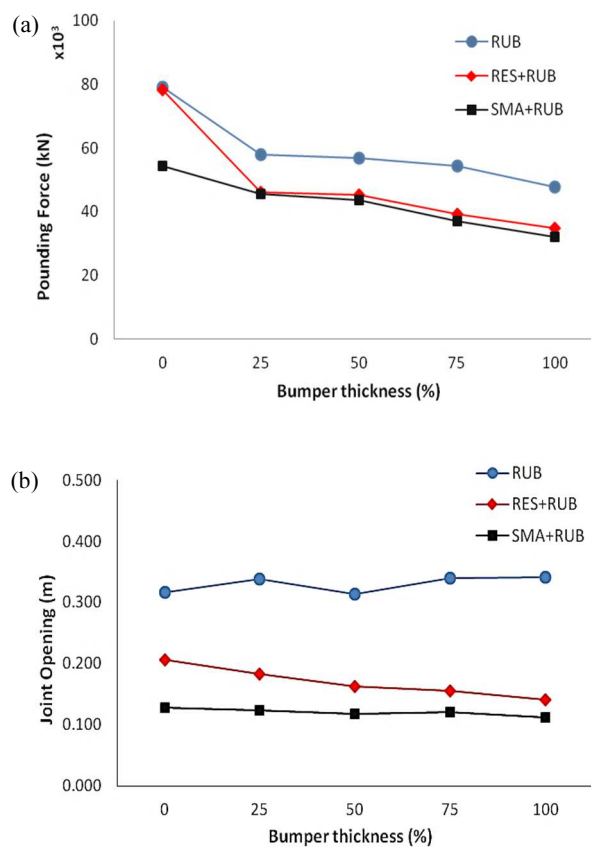 (a)
x10³
Pounding Force (kN)
100
80
60
40
20
0
0 25 50 75 100
Bumper thickness (%)
RUB
RES+RUB
SMA+RUB
(b)
Joint Opening (m)
0.500
0.400
0.300
0.200
0.100
0.000
0 25 50 75 100
Bumper thickness (%)
RUB
RES+RUB
SMA+RUB